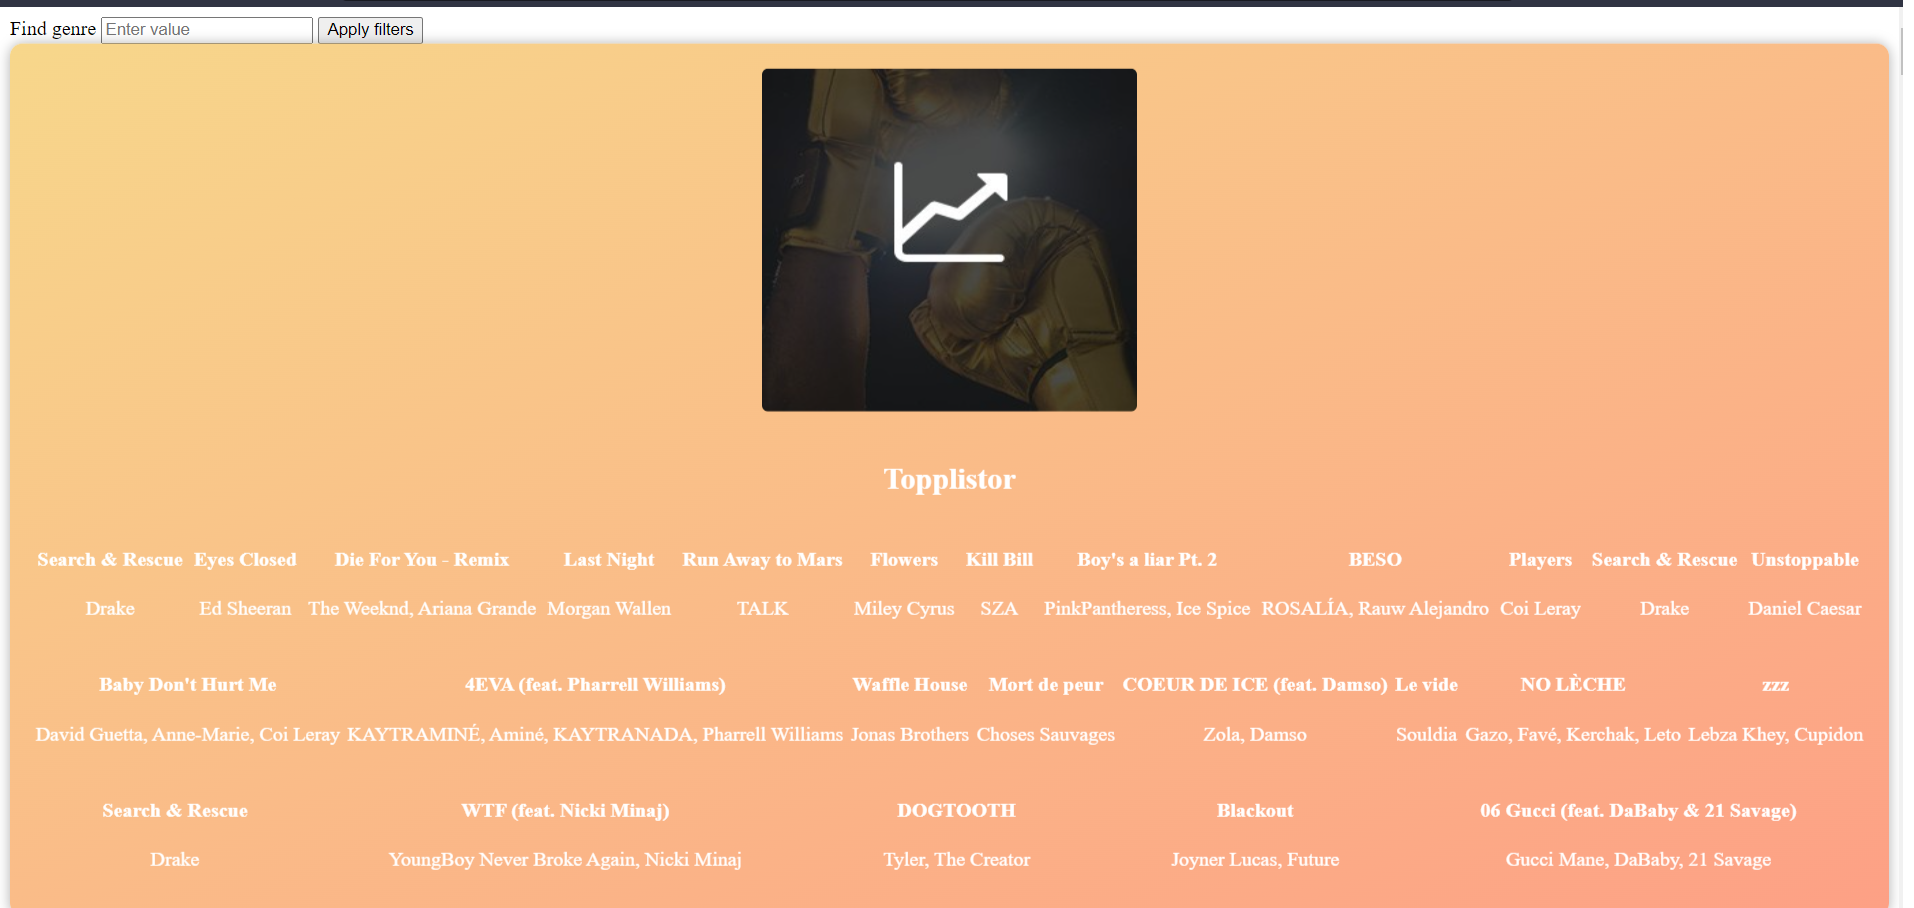 Find genre Enter value Apply filters
Topplistor
Search & Rescue Eyes Closed Die For You - Remix Last Night Run Away to Mars Flowers Kill Bill Boy's a liar Pt. 2 BESO Players Search & Rescue Unstoppable
Drake Ed Sheeran The Weeknd, Ariana Grande Morgan Wallen TALK Miley Cyrus SZA PinkPantheress, Ice Spice ROSALÍA, Rauw Alejandro Coi Leray Drake Daniel Caesar
Baby Don't Hurt Me 4EVA (feat. Pharrell Williams) Waffle House Mort de peur COEUR DE ICE (feat. Damso) Le vide NO LÈCHE zzz
David Guetta, Anne-Marie, Coi Leray KAYTRAMINÉ, Aminé, KAYTRANADA, Pharrell Williams Jonas Brothers Choses Sauvages Zola, Damso Souldia Gazo, Favé, Kerchak, Leto Lebza Khey, Cupidon
Search & Rescue WTF (feat. Nicki Minaj) DOGTOOTH Blackout 06 Gucci (feat. DaBaby & 21 Savage)
Drake YoungBoy Never Broke Again, Nicki Minaj Tyler, The Creator Joyner Lucas, Future Gucci Mane, DaBaby, 21 Savage